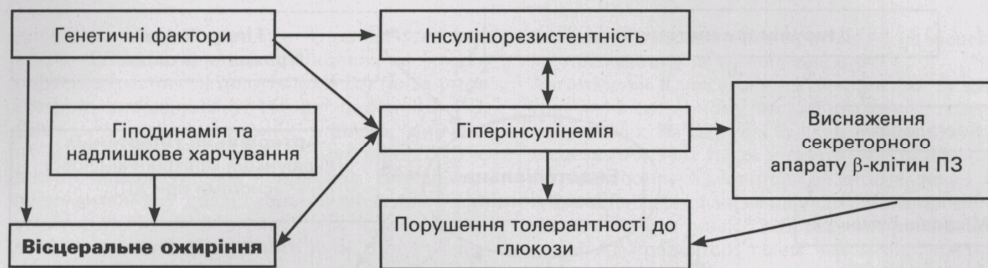 Генетичні фактори
Інсулінорезистентність
Гіподинамія та
надлишкове харчування
Гіперінсулінемія
Виснаження
секреторного
апарату β-клітин ПЗ
Вісцеральне ожиріння
Порушення толерантності до
глюкози